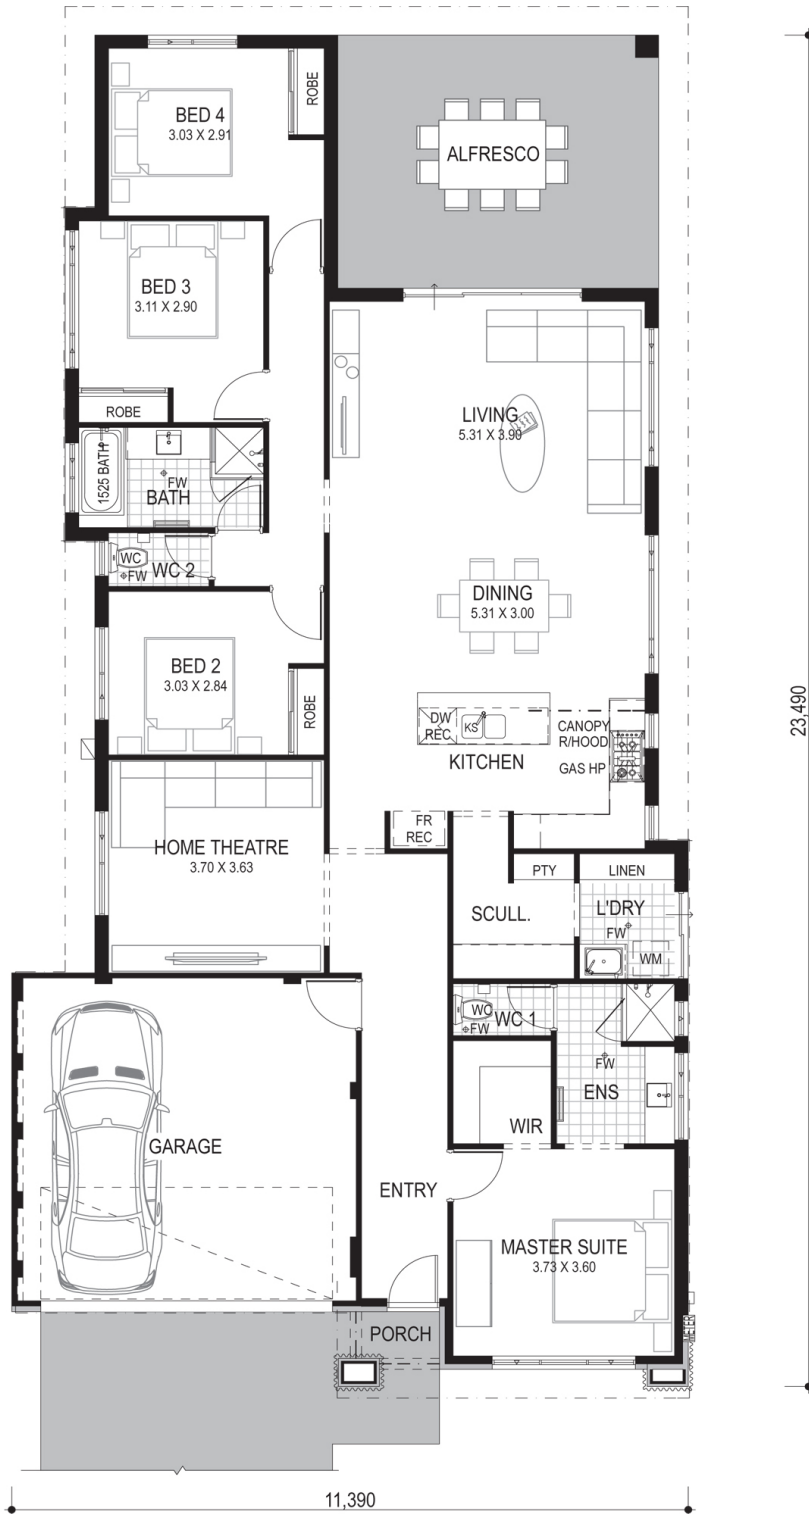 BED 4
3.03 X 2.91
ROBE
ALFRESCO
BED 3
3.11 X 2.90
ROBE
LIVING
5.31 X 3.90
1525 BATH
FW
BATH
WC
FW
WC 2
DINING
5.31 X 3.00
BED 2
3.03 X 2.84
ROBE
23,490
DW
REC
KS
CANOPY
R/HOOD
GAS HP
KITCHEN
FR
REC
HOME THEATRE
3.70 X 3.63
PTY
LINEN
SCULL.
L'DRY
FW
WM
WC
FW
WC 1
FW
ENS
WIR
GARAGE
ENTRY
MASTER SUITE
3.73 X 3.60
PORCH
METER
11,390